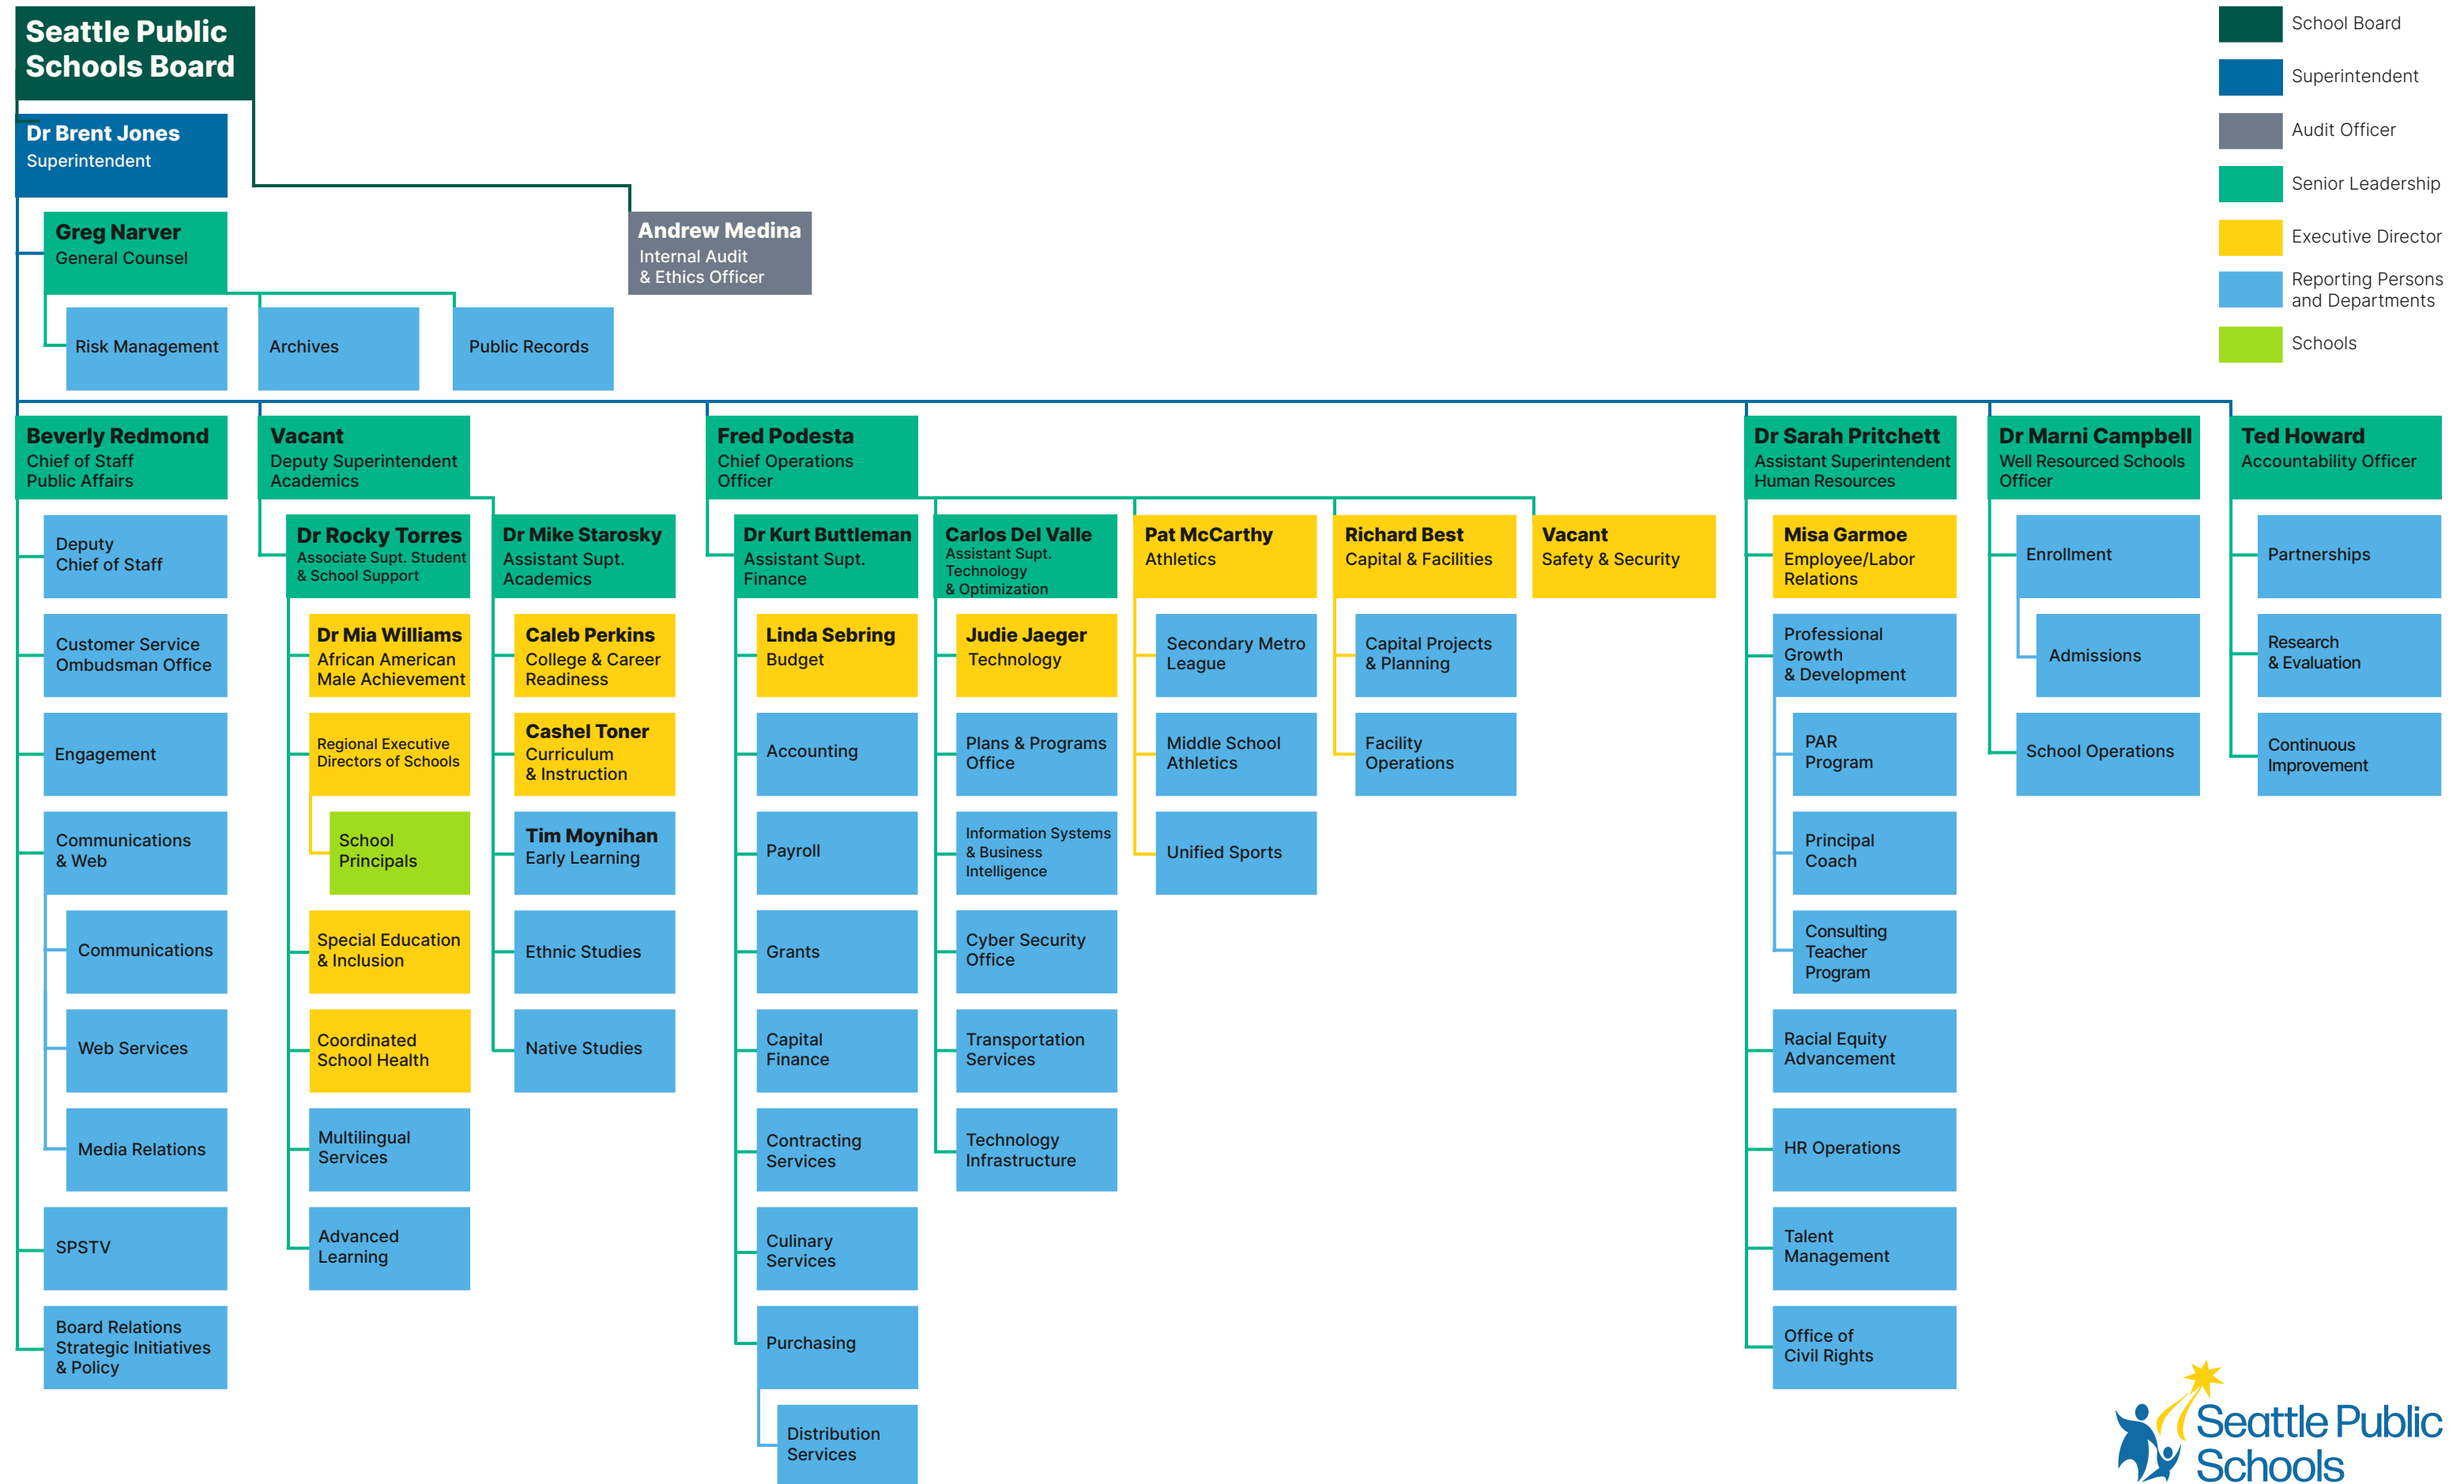 Seattle Public
Schools Board
Dr Brent Jones
Superintendent
Greg Narver
General Counsel
Andrew Medina
Internal Audit
& Ethics Officer
Risk Management
Archives
Public Records
School Board
Superintendent
Audit Officer
Senior Leadership
Executive Director
Reporting Persons
and Departments
Schools
Beverly Redmond
Chief of Staff
Public Affairs
Deputy
Chief of Staff
Customer Service
Ombudsman Office
Engagement
Communications
& Web
Communications
Web Services
Media Relations
SPSTV
Board Relations
Strategic Initiatives
& Policy
Vacant
Deputy Superintendent
Academics
Dr Rocky Torres
Associate Supt. Student
& School Support
Dr Mia Williams
African American
Male Achievement
Regional Executive
Directors of Schools
School
Principals
Special Education
& Inclusion
Coordinated
School Health
Multilingual
Services
Advanced
Learning
Dr Mike Starosky
Assistant Supt.
Academics
Caleb Perkins
College & Career
Readiness
Cashel Toner
Curriculum
& Instruction
Tim Moynihan
Early Learning
Ethnic Studies
Native Studies
Fred Podesta
Chief Operations
Officer
Dr Kurt Buttleman
Assistant Supt.
Finance
Linda Sebring
Budget
Accounting
Payroll
Grants
Capital
Finance
Contracting
Services
Culinary
Services
Purchasing
Distribution
Services
Carlos Del Valle
Assistant Supt.
Technology
& Optimization
Judie Jaeger
Technology
Plans & Programs
Office
Information Systems
& Business
Intelligence
Cyber Security
Office
Transportation
Services
Technology
Infrastructure
Pat McCarthy
Athletics
Secondary Metro
League
Middle School
Athletics
Unified Sports
Richard Best
Capital & Facilities
Capital Projects
& Planning
Facility
Operations
Vacant
Safety & Security
Dr Sarah Pritchett
Assistant Superintendent
Human Resources
Misa Garmoe
Employee/Labor
Relations
Professional
Growth
& Development
PAR
Program
Principal
Coach
Consulting
Teacher
Program
Racial Equity
Advancement
HR Operations
Talent
Management
Office of
Civil Rights
Dr Marni Campbell
Well Resourced Schools
Officer
Enrollment
Admissions
School Operations
Ted Howard
Accountability Officer
Partnerships
Research
& Evaluation
Continuous
Improvement
Seattle Public
Schools